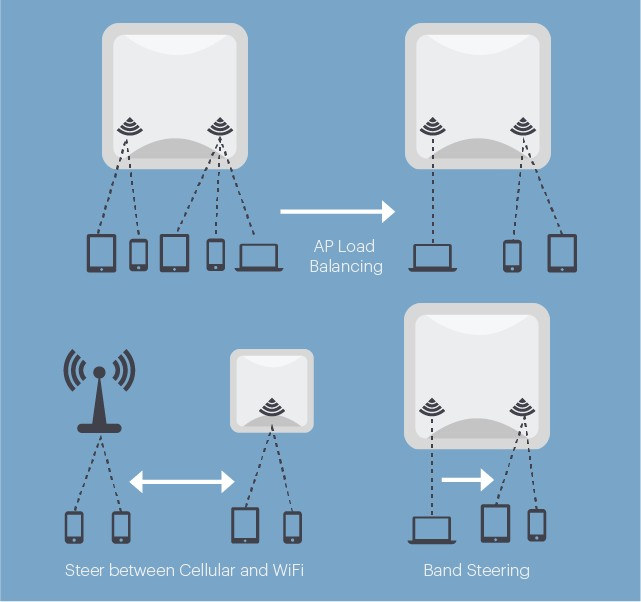 AP Load
Balancing
Steer between Cellular and WiFi
Band Steering